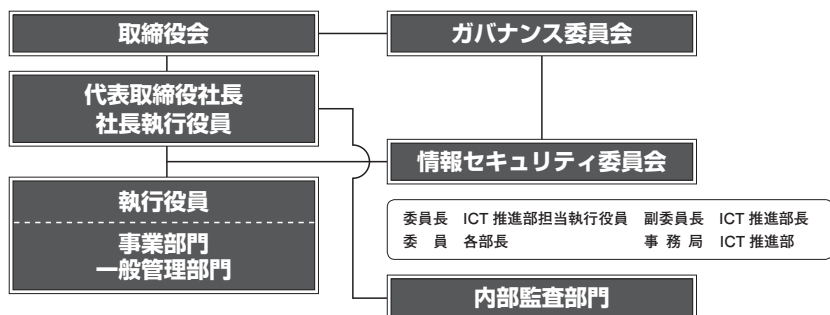 取締役会
ガバナンス委員会
代表取締役社長
社長執行役員
情報セキュリティ委員会
執行役員
事業部門
一般管理部門
委員長 ICT 推進部担当執行役員 副委員長 ICT 推進部長
委 員 各部長 事 務 局 ICT 推進部
内部監査部門